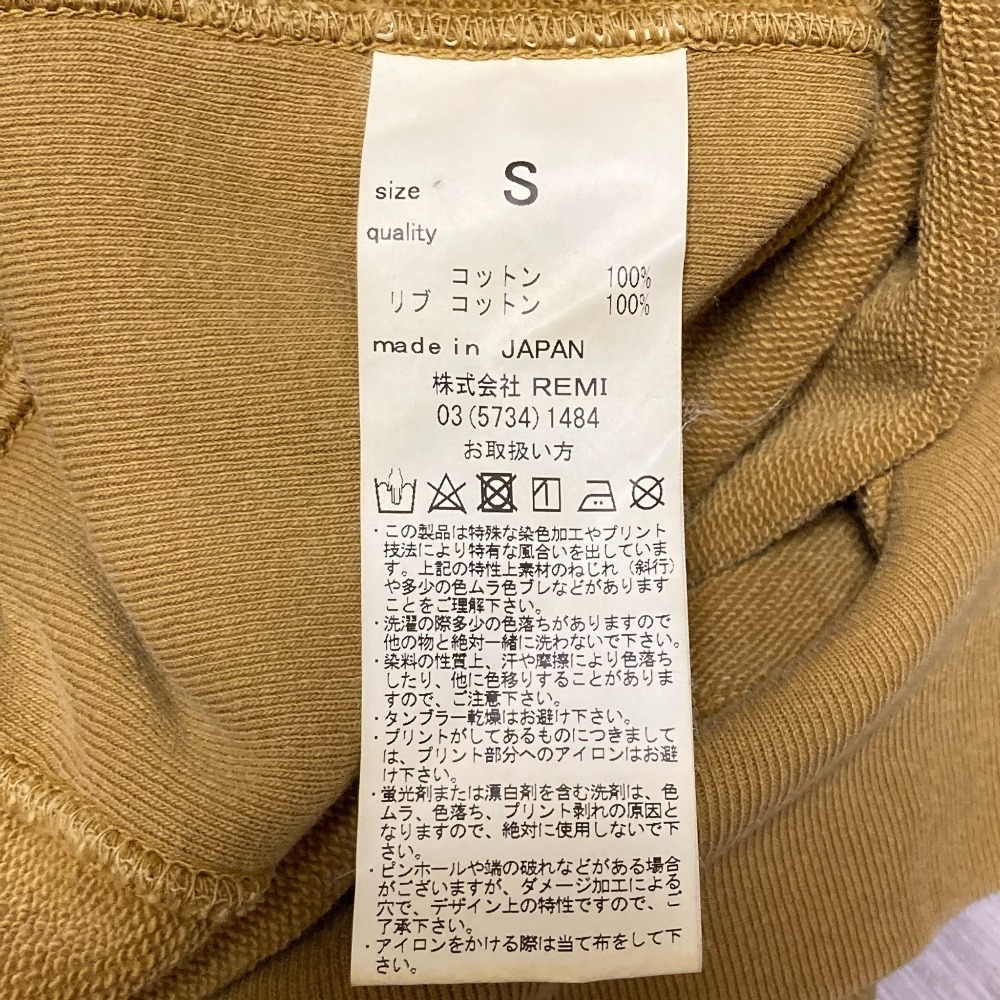 size S
quality
コットン 100%
リブ コットン 100%
made in JAPAN
株式会社 REMI
03(5734)1484
お取扱い方
・この製品は特殊な染色加工やプリント
技法により特有な風合いを出していま
す。上記の特性上素材のねじれ（斜行）
や多少の色ムラ色ブレなどがあります
ことをご理解下さい。
・洗濯の際多少の色落ちがありますので
他の物と絶対一緒に洗わないで下さい。
・染料の性質上、汗や摩擦により色落ち
したり、他に色移りすることがありま
すので、ご注意下さい。
・タンブラー乾燥はお避け下さい。
・プリントがしてあるものにつきまして
は、プリント部分へのアイロンはお避
け下さい。
・蛍光剤または漂白剤を含む洗剤は、色
ムラ、色落ち、プリント剥れの原因と
なりますので、絶対に使用しないで下
さい。
・ピンホールや端の破れなどがある場合
がございますが、ダメージ加工による
穴で、デザイン上の特性ですので、ご
了承下さい。
・アイロンをかける際は当て布をして下
さい。